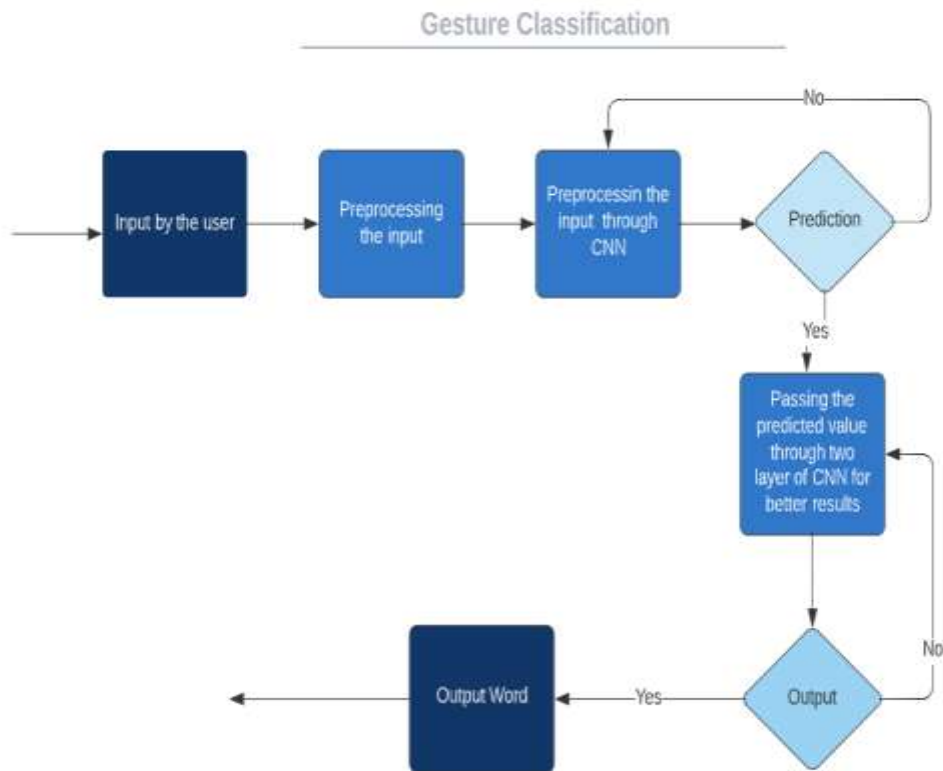 Gesture Classification
No
Input by the user
Preprocessing
the input
Preprocessin the
input through
CNN
Prediction
Yes
Passing the
predicted value
through two
layer of CNN for
better results
No
Output Word
Yes
Output